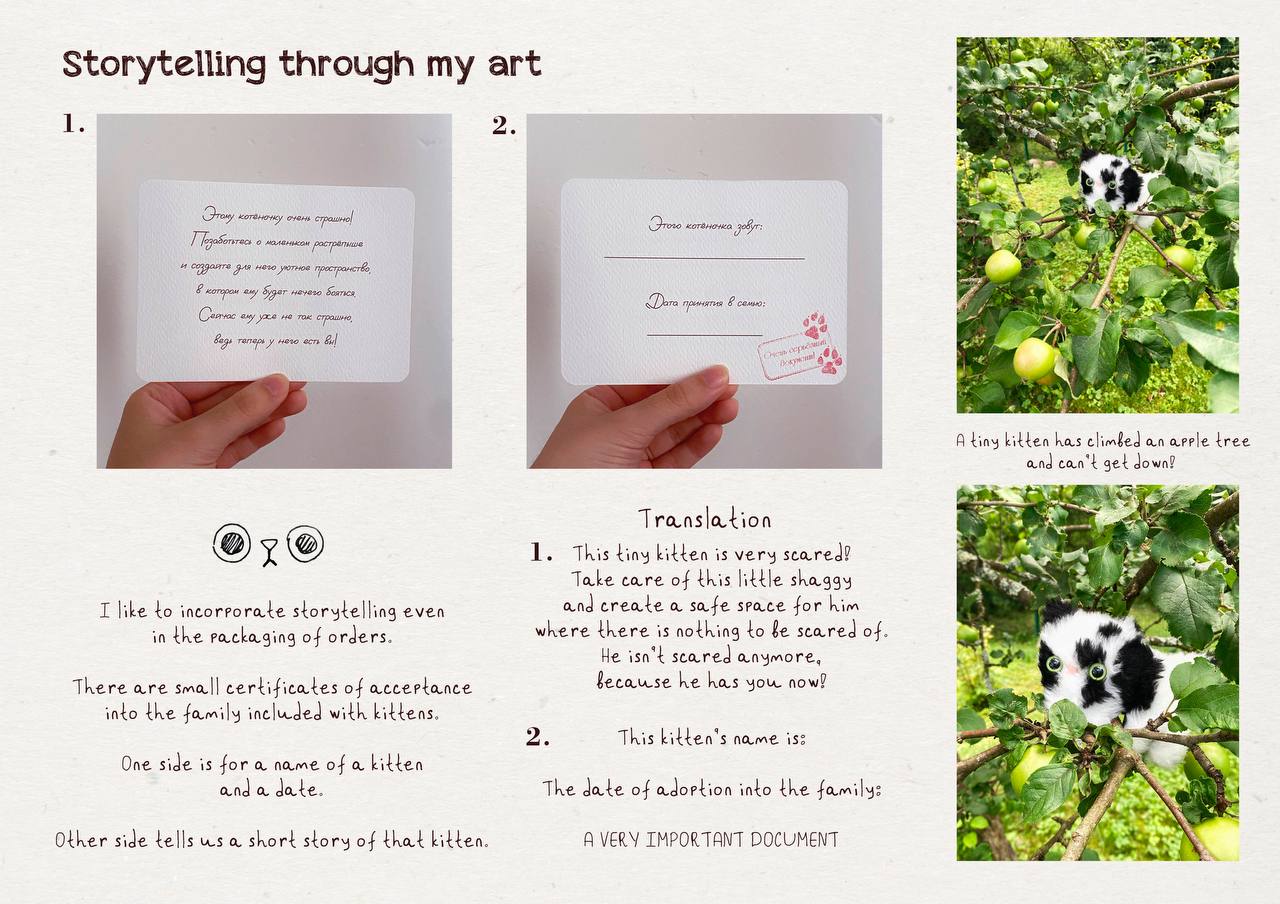 Storytelling through my art
1.
Этому котёночку очень страшно!
Позаботьтесь о маленьком растрёпыше
и создайте для него уютное пространство,
в котором ему будет нечего бояться.
Сейчас ему уже не так страшно,
ведь теперь у него есть вы!
2.
Этого котёночка зовут:
Дата принятия в семью:
Очень серьёзный
документ!
I like to incorporate storytelling even
in the packaging of orders.
There are small certificates of acceptance
into the family included with kittens.
One side is for a name of a kitten
and a date.
Other side tells us a short story of that kitten.
Translation
1. This tiny kitten is very scared!
Take care of this little shaggy
and create a safe space for him
where there is nothing to be scared of.
He isn't scared anymore,
because he has you now!
2. This kitten's name is:
The date of adoption into the family:
A VERY IMPORTANT DOCUMENT
A tiny kitten has climbed an apple tree
and can't get down!